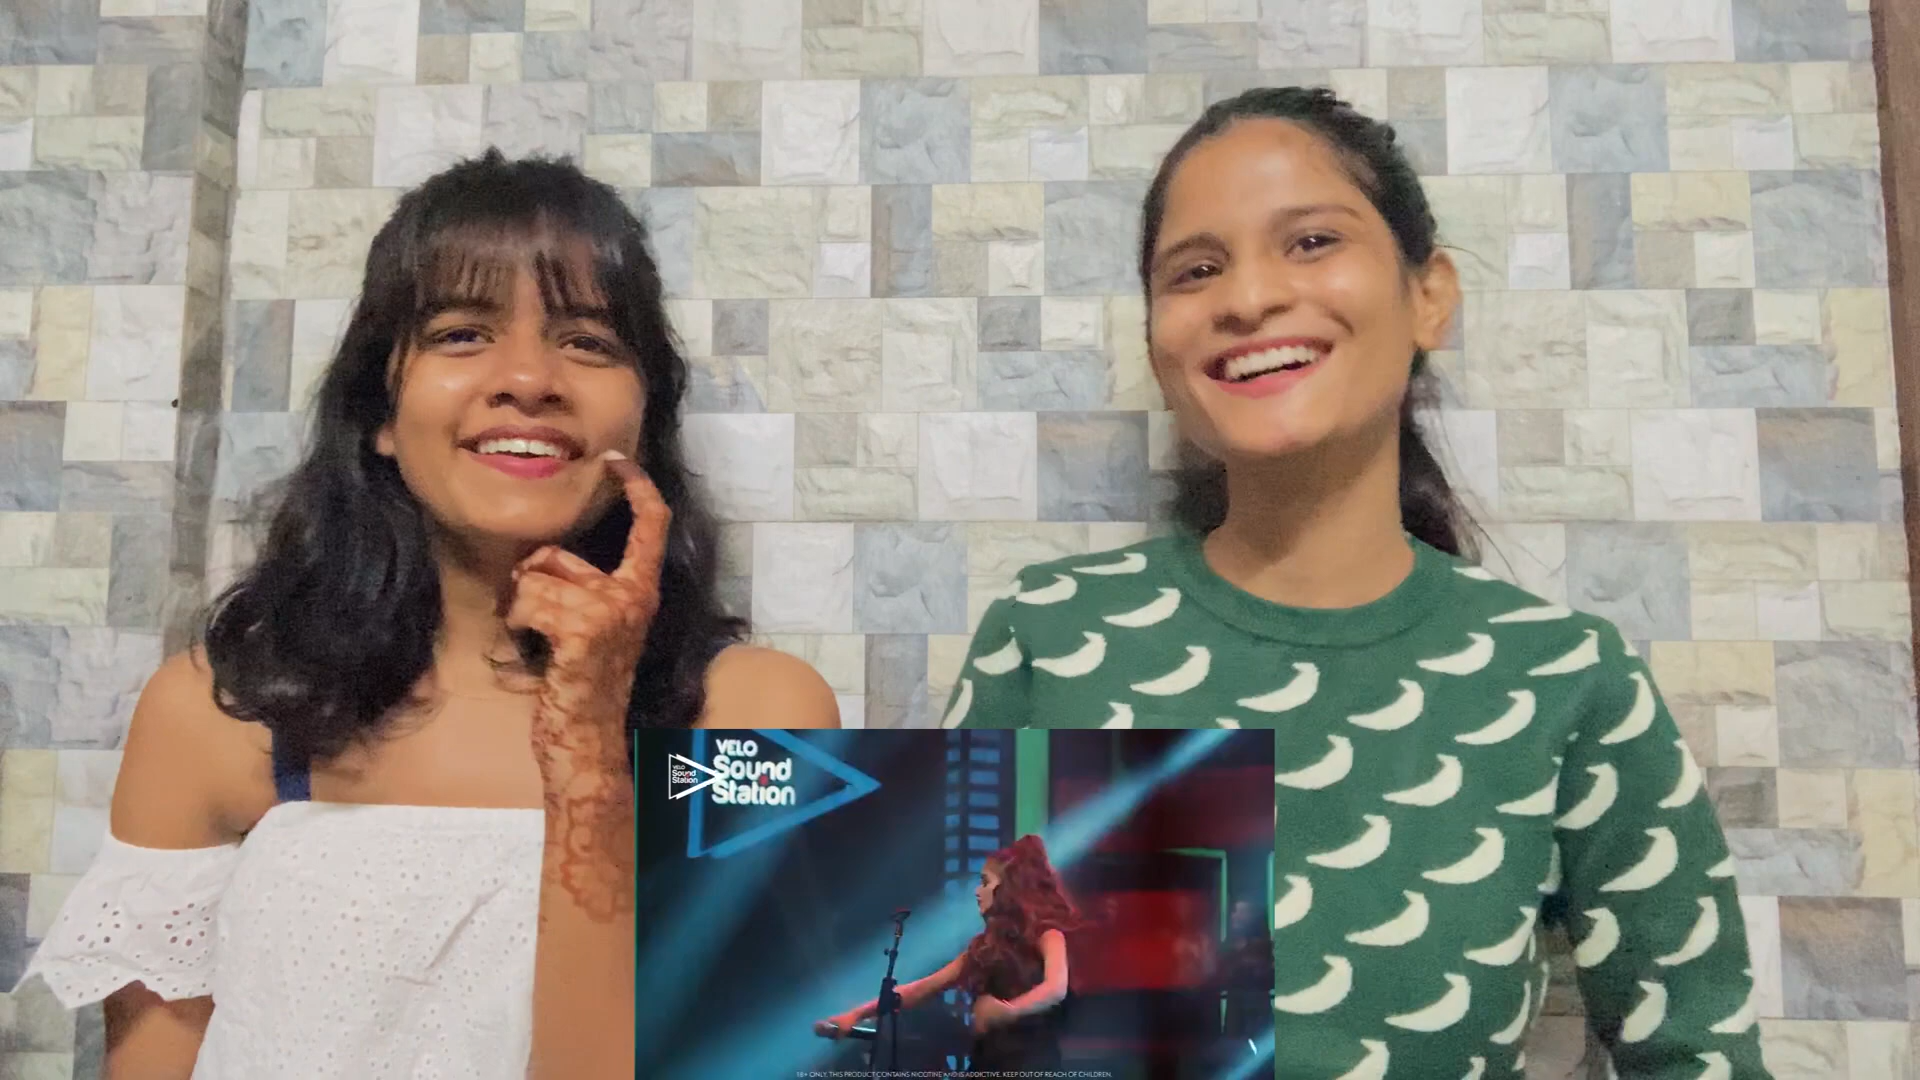 VELO
Sound
Station
VELO
Sound
Station
18+ ONLY. THIS PRODUCT CONTAINS NICOTINE AND IS ADDICTIVE. KEEP OUT OF REACH OF CHILDREN.